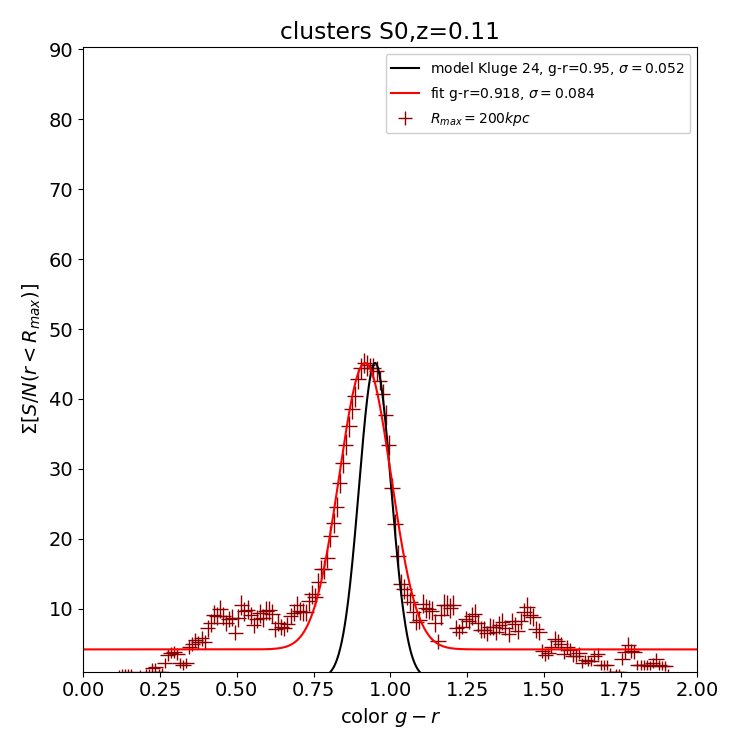 clusters S0,z=0.11
90
80
70
60
50
40
30
20
10
Σ[S/N(r < R_max)]
model Kluge 24, g-r=0.95, σ = 0.052
fit g-r=0.918, σ = 0.084
R_max = 200kpc
0.00 0.25 0.50 0.75 1.00 1.25 1.50 1.75 2.00
color g − r